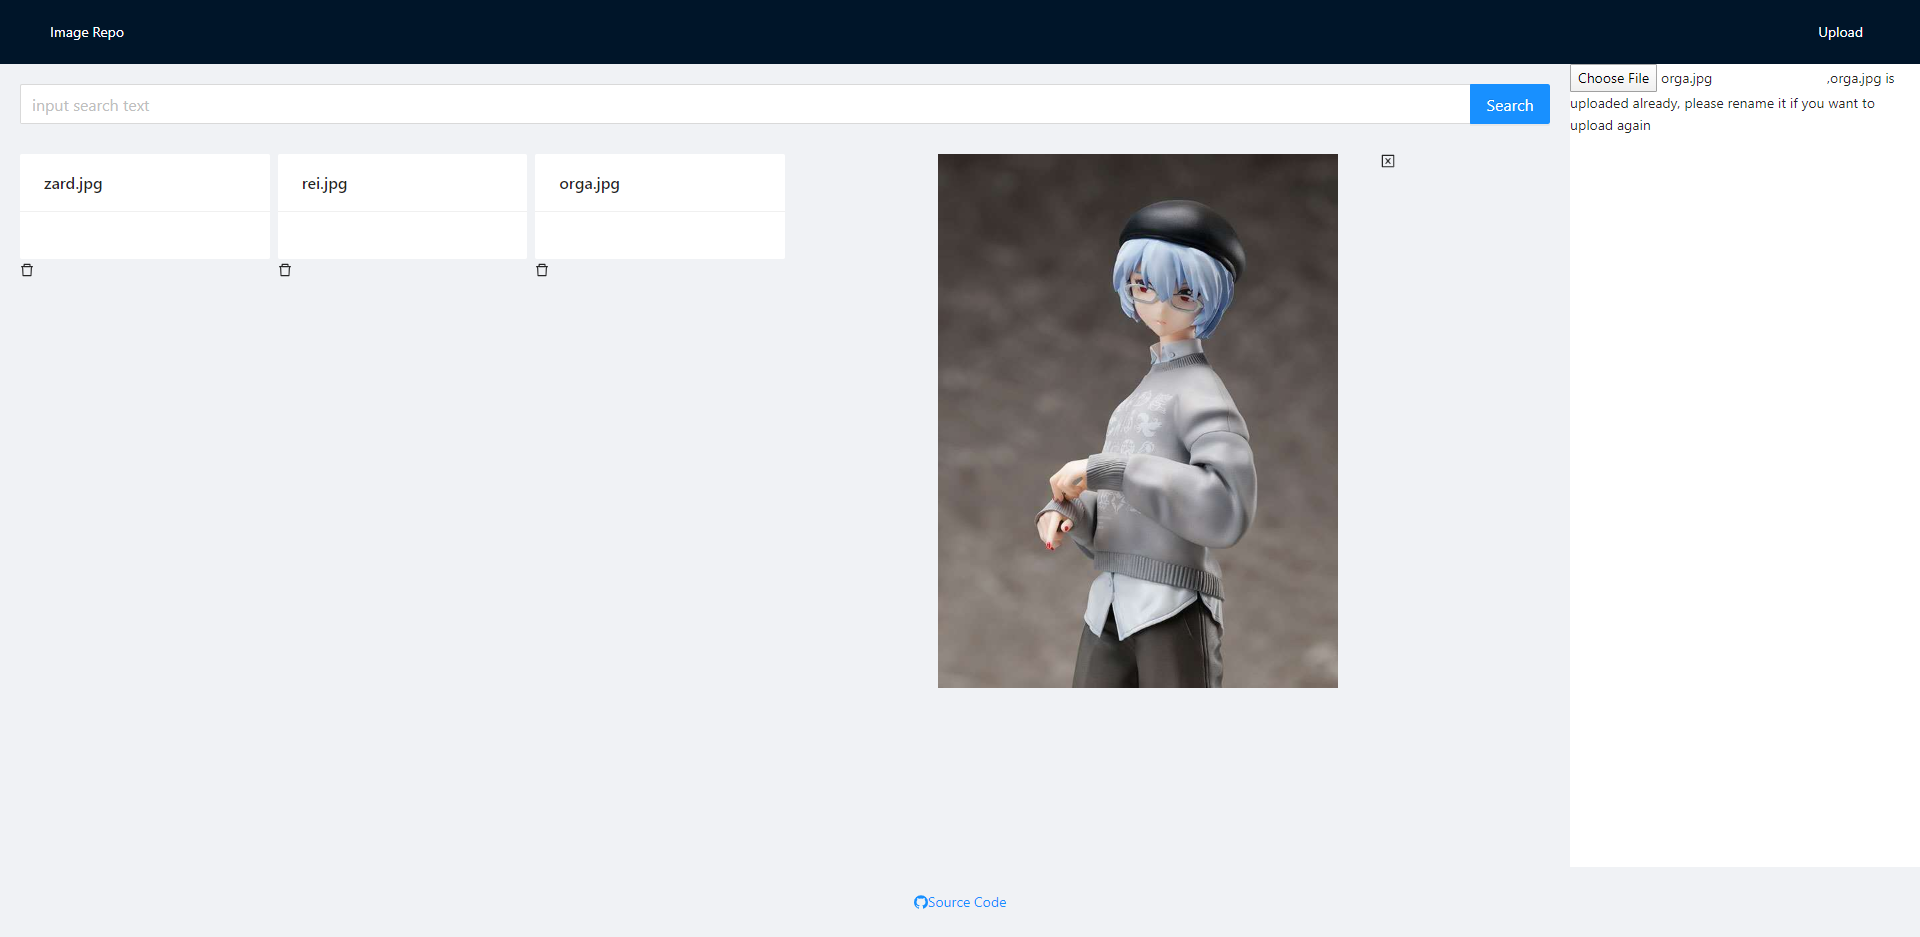 Image Repo
Upload
input search text
Search
Choose File orga.jpg ,orga.jpg is
uploaded already, please rename it if you want to
upload again
zard.jpg
rei.jpg
orga.jpg
Source Code